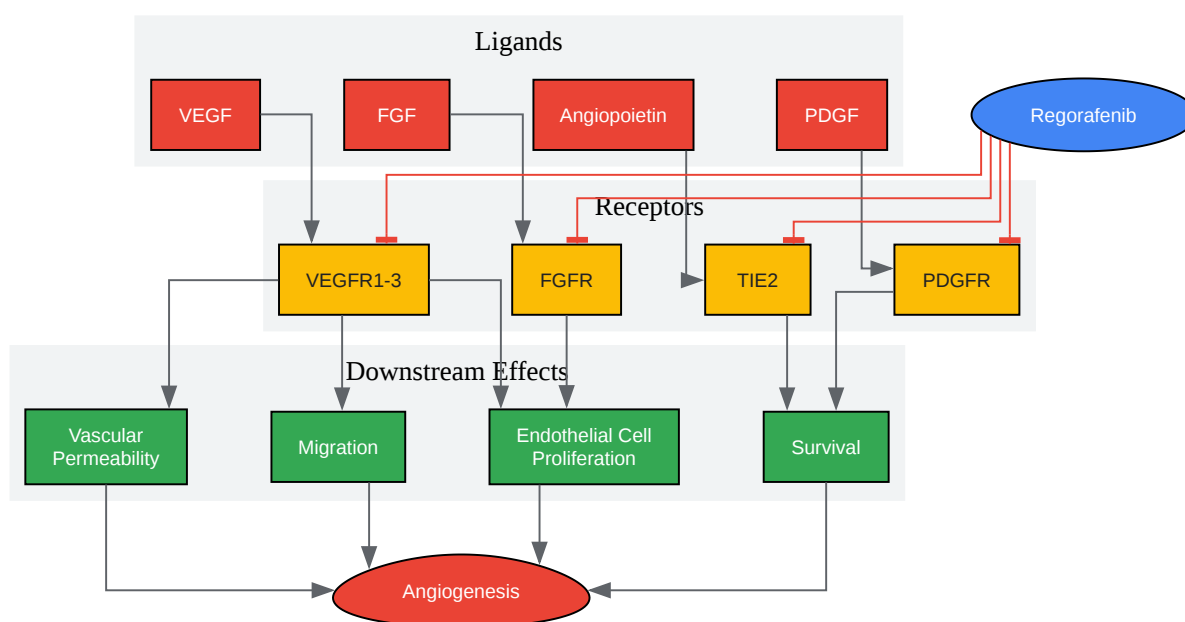 Ligands
VEGF
FGF
Angiopoietin
PDGF
Regorafenib
Receptors
VEGFR1-3
FGFR
TIE2
PDGFR
Downstream Effects
Vascular
Permeability
Migration
Endothelial Cell
Proliferation
Survival
Angiogenesis